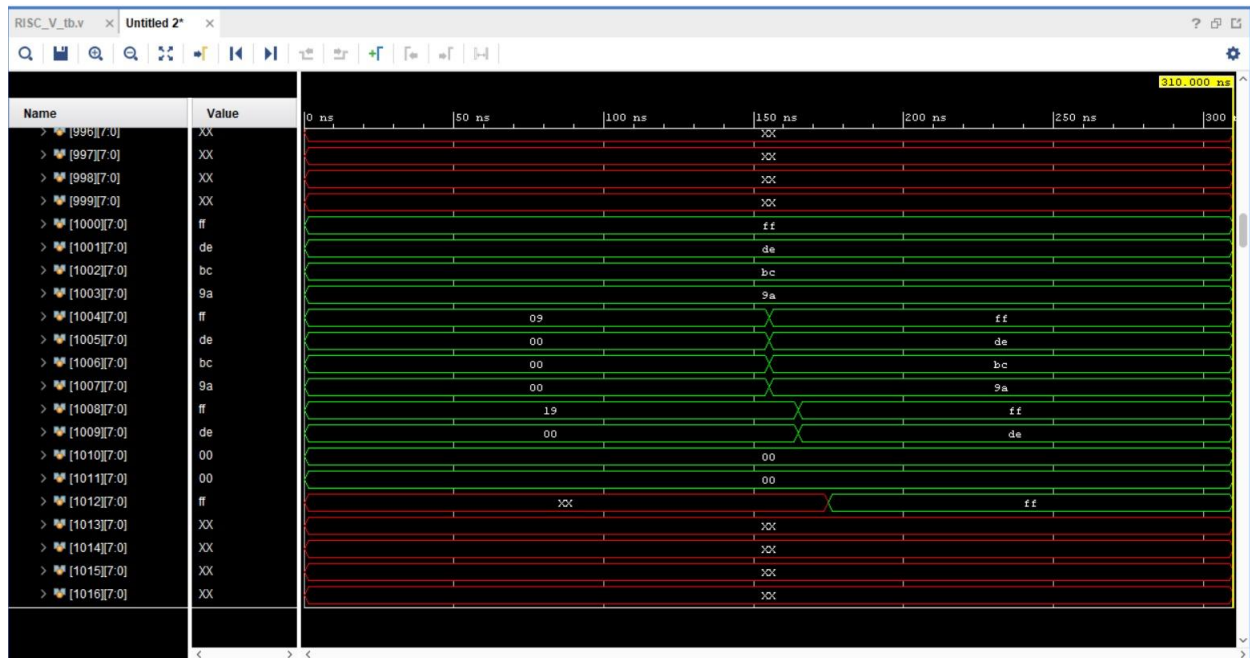 RISC_V_tb.v × Untitled 2* ×
310.000 ns
Name Value 0 ns 50 ns 100 ns 150 ns 200 ns 250 ns 300
[996][7:0] XX XX
[997][7:0] XX XX
[998][7:0] XX XX
[999][7:0] XX XX
[1000][7:0] ff ff
[1001][7:0] de de
[1002][7:0] bc bc
[1003][7:0] 9a 9a
[1004][7:0] ff 09 ff
[1005][7:0] de 00 de
[1006][7:0] bc 00 bc
[1007][7:0] 9a 00 9a
[1008][7:0] ff 19 ff
[1009][7:0] de 00 de
[1010][7:0] 00 00
[1011][7:0] 00 00
[1012][7:0] ff XX ff
[1013][7:0] XX XX
[1014][7:0] XX XX
[1015][7:0] XX XX
[1016][7:0] XX XX